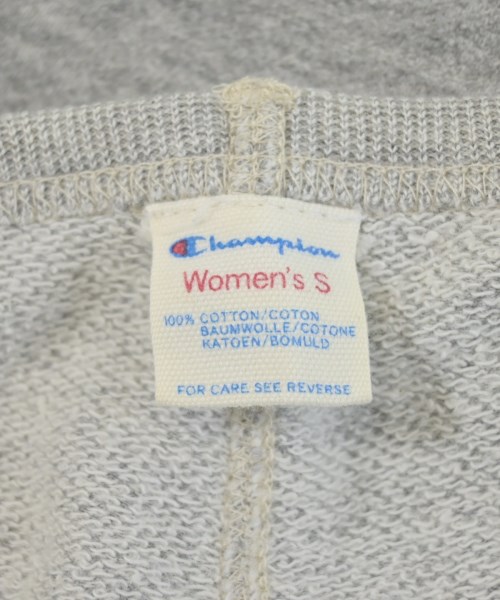 Champion
Women's S
100% COTTON/COTON
BAUMWOLLE/COTONE
KATOEN/BOMULD
FOR CARE SEE REVERSE